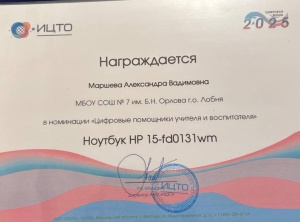 ИЦТО
2025
Награждается
Маршева Александра Вадимовна
МБОУ СОШ № 7 им. Б.Н. Орлова г.о. Лобня
в номинации «Цифровые помощники учителя и воспитателя»
Ноутбук HP 15-fd0131wm
ИЦТО